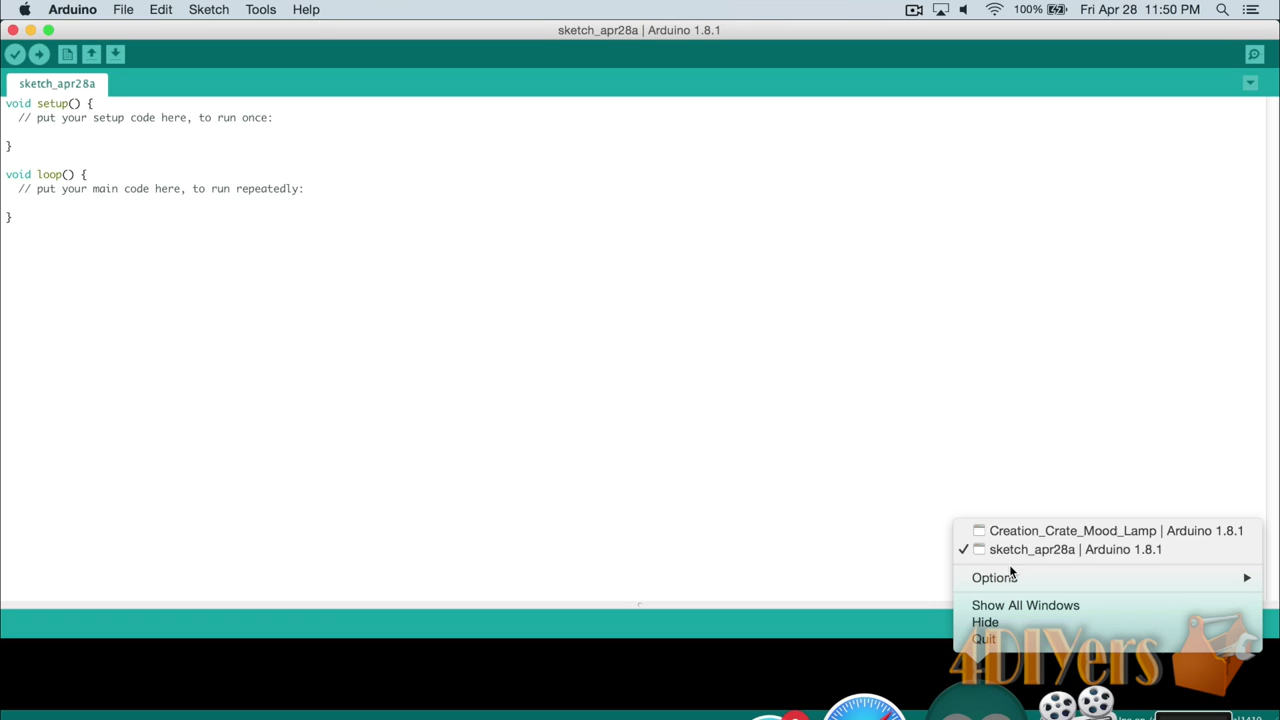 Arduino File Edit Sketch Tools Help 100% Fri Apr 28 11:50 PM
sketch_apr28a | Arduino 1.8.1
sketch_apr28a
void setup() {
  // put your setup code here, to run once:
}
void loop() {
  // put your main code here, to run repeatedly:
}
Creation_Crate_Mood_Lamp | Arduino 1.8.1
✓ sketch_apr28a | Arduino 1.8.1
Options
Show All Windows
Hide
Quit
4DIYers